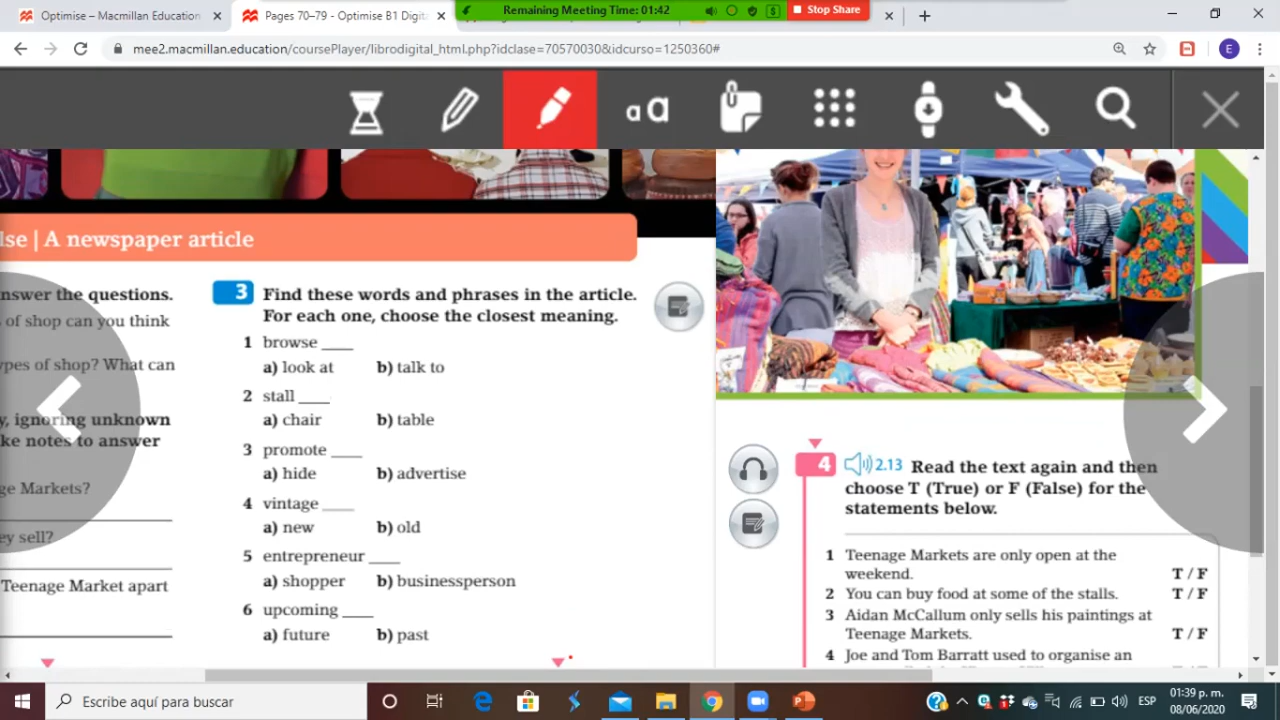 Optimise – Macmillan Education
Pages 70–79 – Optimise B1 Digit
Remaining Meeting Time: 01:42
Stop Share
mee2.macmillan.education/coursePlayer/librodigital_html.php?idclase=70570030&idcurso=1250360#
E
a a
lse | A newspaper article
nswer the questions.
of shop can you think
ypes of shop? What can
y, ignoring unknown
ke notes to answer
ge Markets?
ey sell?
Teenage Market apart
3 Find these words and phrases in the article.
For each one, choose the closest meaning.
1 browse ____
a) look at b) talk to
2 stall ____
a) chair b) table
3 promote ____
a) hide b) advertise
4 vintage ____
a) new b) old
5 entrepreneur ____
a) shopper b) businessperson
6 upcoming ____
a) future b) past
4 2.13 Read the text again and then
choose T (True) or F (False) for the
statements below.
1 Teenage Markets are only open at the
weekend. T / F
2 You can buy food at some of the stalls. T / F
3 Aidan McCallum only sells his paintings at
Teenage Markets. T / F
4 Joe and Tom Barratt used to organise an
Escribe aquí para buscar
ESP
01:39 p. m.
08/06/2020